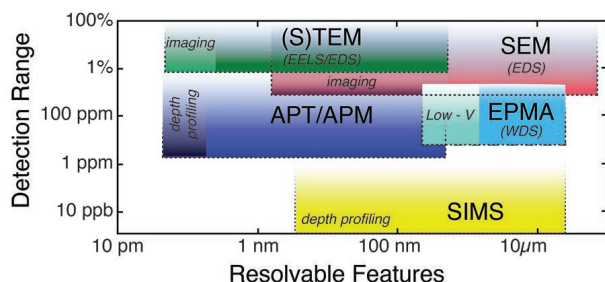 100%
1%
100 ppm
1 ppm
10 ppb
Detection Range
imaging
(S)TEM
(EELS/EDS)
SEM
(EDS)
imaging
depth
profiling
APT/APM
Low - V
EPMA
(WDS)
depth profiling
SIMS
10 pm
1 nm
100 nm
10µm
Resolvable Features